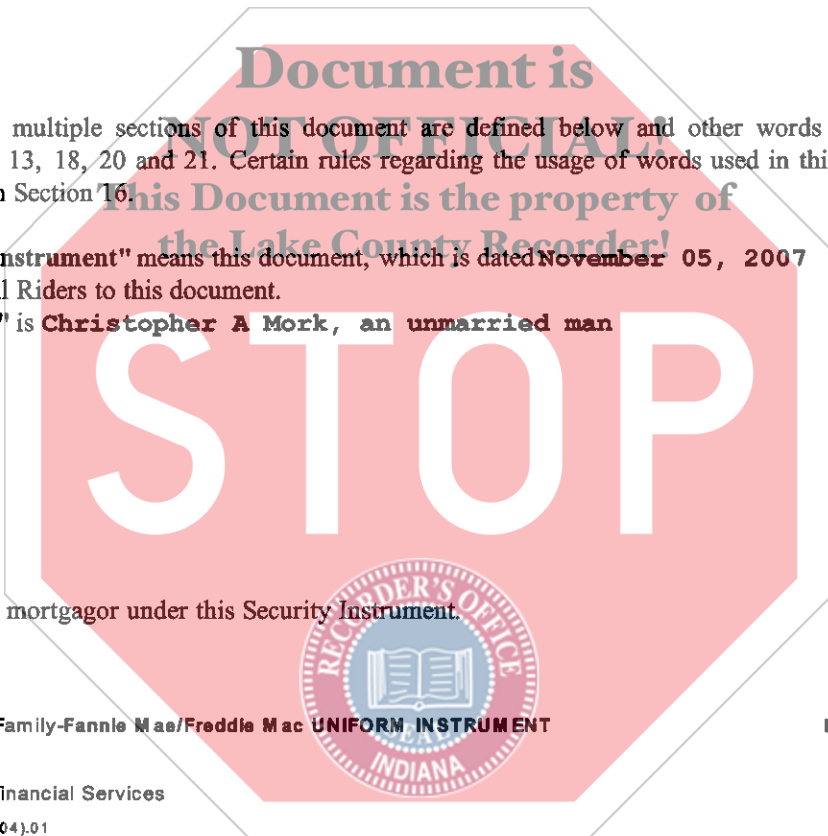 Document is
multiple sections of this document are defined below and other words
NOT OFFICIAL!
13, 18, 20 and 21. Certain rules regarding the usage of words used in thi
n Section 16.
This Document is the property of
the Lake County Recorder!
nstrument" means this document, which is dated November 05, 2007
l Riders to this document.
" is Christopher A Mork, an unmarried man
STOP
mortgagor under this Security Instrument.
RECORDER'S OFFICE
SEAL
INDIANA
Family-Fannie Mae/Freddie Mac UNIFORM INSTRUMENT
inancial Services
04).01